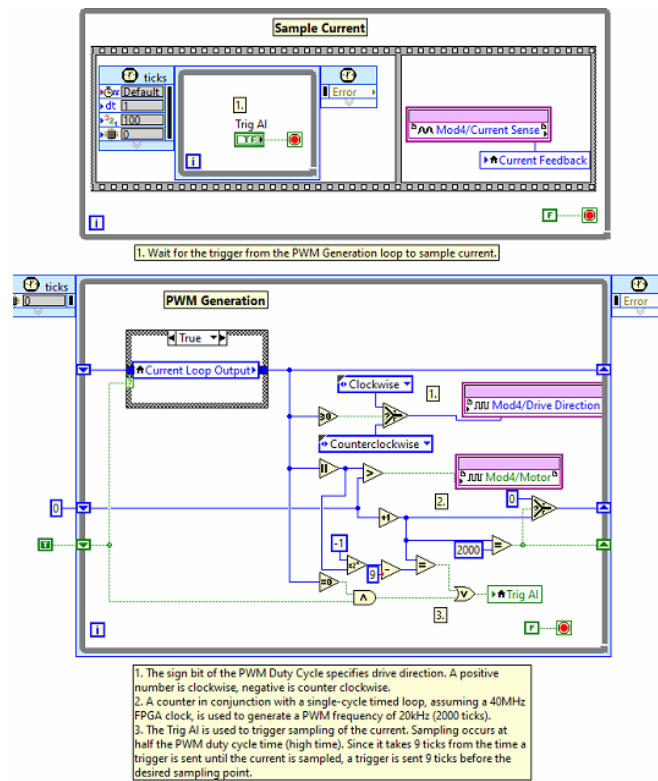 Sample Current
ticks
Default
dt 1
100
0
Error
1.
Trig AI
TF
i
Mod4/Current Sense
Current Feedback
i
F
1. Wait for the trigger from the PWM Generation loop to sample current.
ticks
0
Error
PWM Generation
True
Current Loop Output
?
Clockwise
1.
Mod4/Drive Direction
≥0
?
Counterclockwise
||
>
Mod4/Motor
2.
0
0
+1
?
-1
2000
=
x2ⁿ
9
-
=
T
=0
∧
∨
Trig AI
3.
i
F
1. The sign bit of the PWM Duty Cycle specifies drive direction. A positive
number is clockwise, negative is counter clockwise.
2. A counter in conjunction with a single-cycle timed loop, assuming a 40MHz
FPGA clock, is used to generate a PWM frequency of 20kHz (2000 ticks).
3. The Trig AI is used to trigger sampling of the current. Sampling occurs at
half the PWM duty cycle time (high time). Since it takes 9 ticks from the time a
trigger is sent until the current is sampled, a trigger is sent 9 ticks before the
desired sampling point.